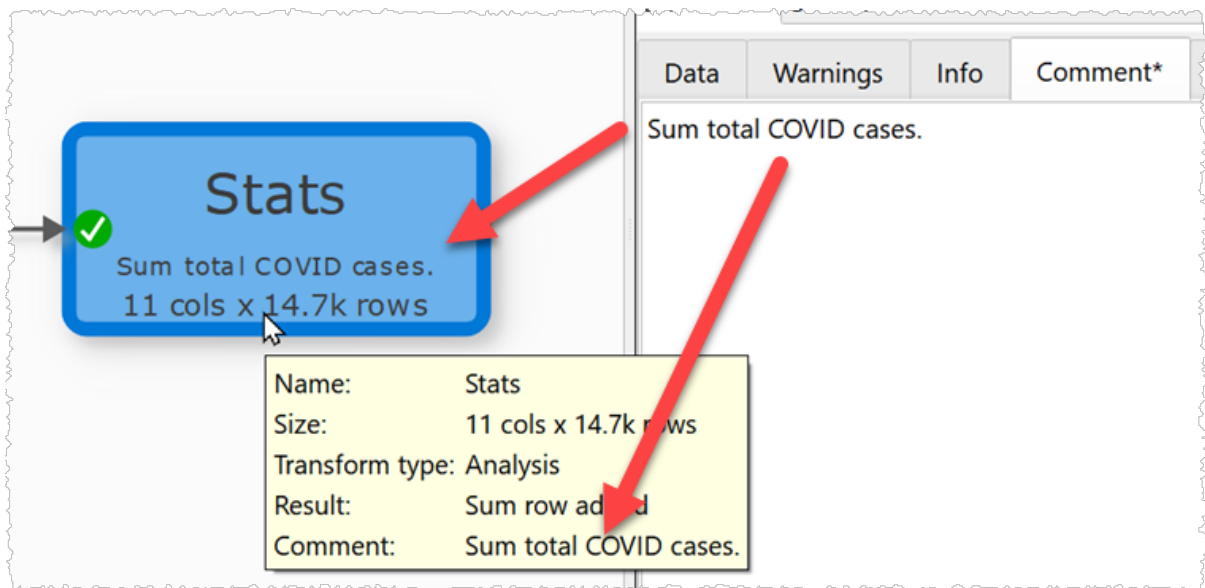 Data Warnings Info Comment*
Sum total COVID cases.
Stats
Sum total COVID cases.
11 cols x 14.7k rows
Name: Stats
Size: 11 cols x 14.7k rows
Transform type: Analysis
Result: Sum row added
Comment: Sum total COVID cases.